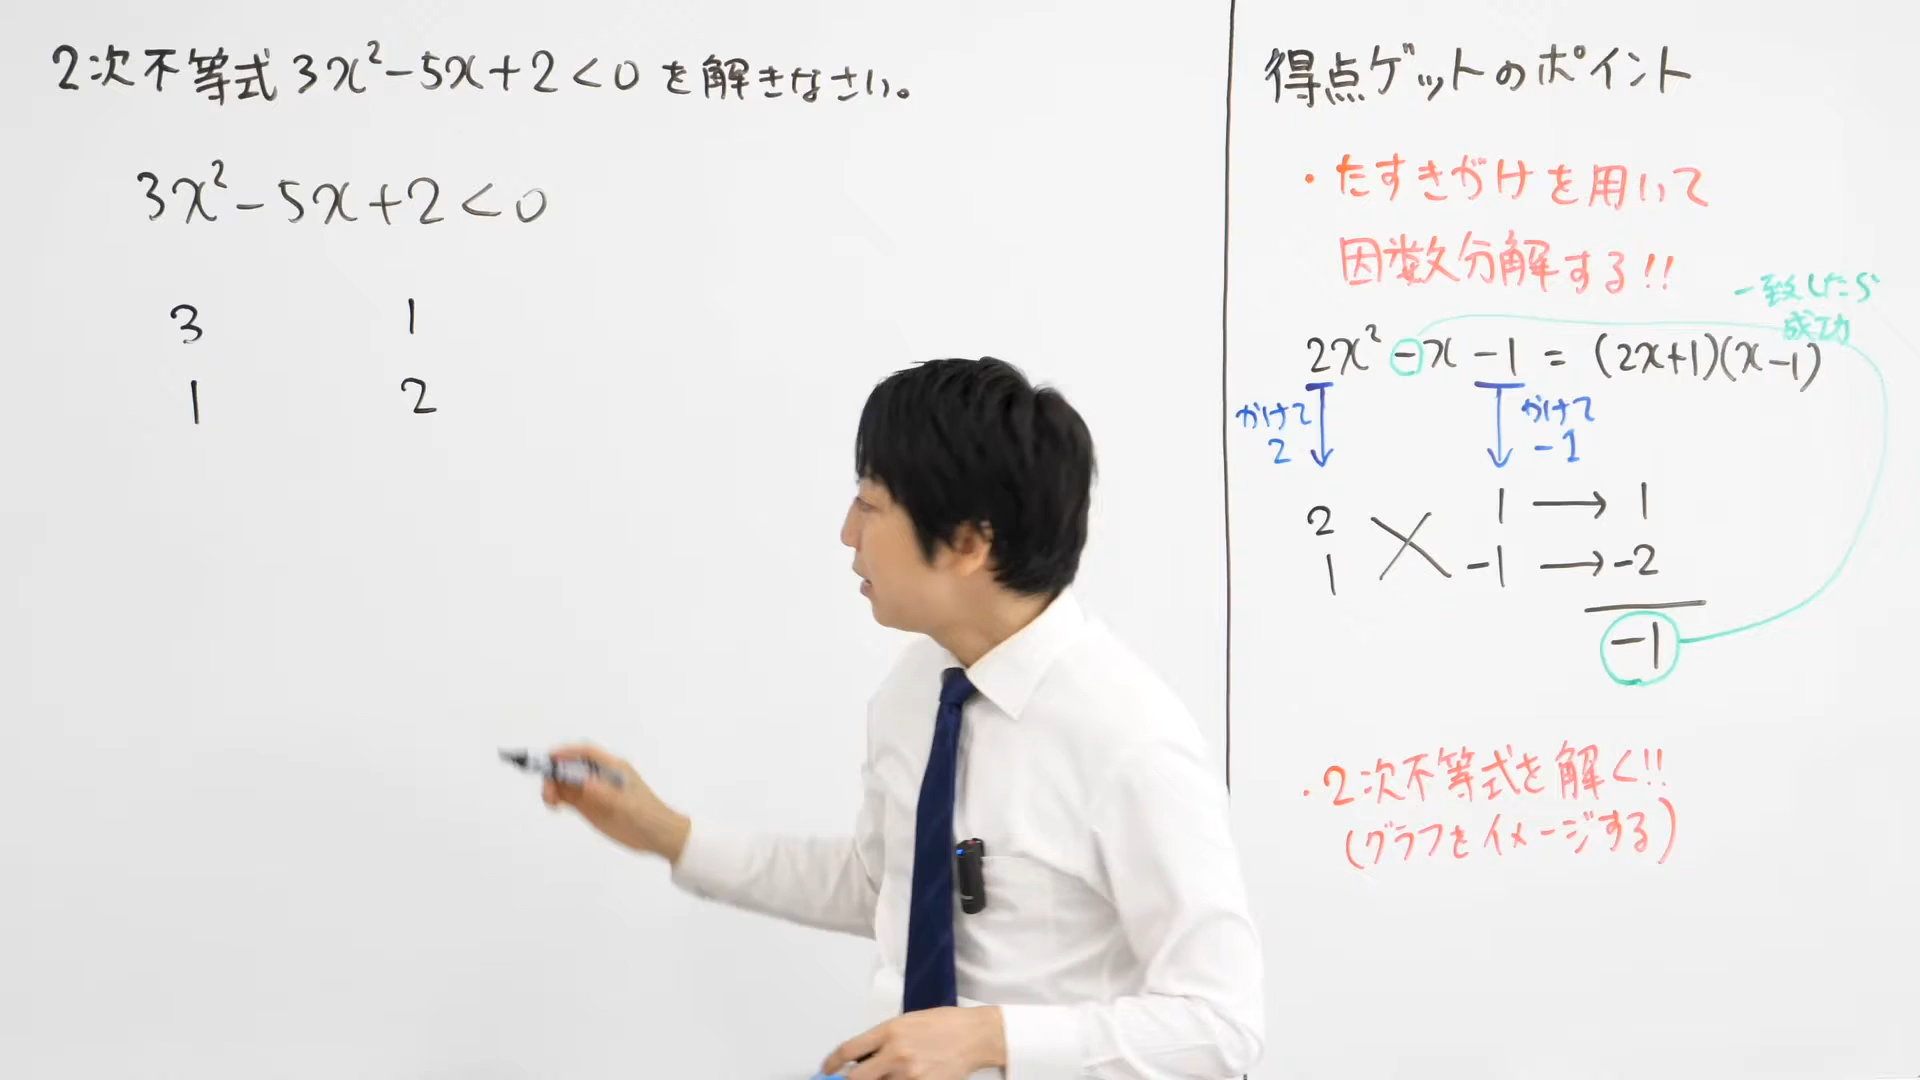 2次不等式 3x²-5x+2<0 を解きなさい。
3x²-5x+2<0
3 1
1 2
得点ゲットのポイント
・たすきがけを用いて
因数分解する!!
一致したら
成功
2x²-x-1=(2x+1)(x-1)
かけて かけて
2 -1
2 1 → 1
1 -1 → -2
-1
・2次不等式を解く!!
(グラフをイメージする)